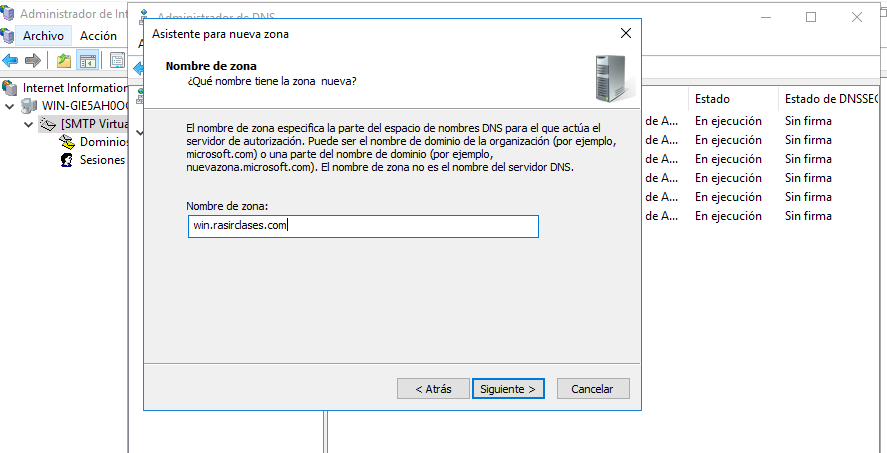 Administrador de Int
Administrador de DNS
Archivo Acción
A
Internet Information
WIN-GIE5AH0O
[SMTP Virtua
Dominios
Sesiones
Asistente para nueva zona
Nombre de zona
¿Qué nombre tiene la zona nueva?
El nombre de zona especifica la parte del espacio de nombres DNS para el que actúa el
servidor de autorización. Puede ser el nombre de dominio de la organización (por ejemplo,
microsoft.com) o una parte del nombre de dominio (por ejemplo,
nuevazona.microsoft.com). El nombre de zona no es el nombre del servidor DNS.
Nombre de zona:
win.rasirclases.com
< Atrás Siguiente > Cancelar
Estado Estado de DNSSEC
de A... En ejecución Sin firma
de A... En ejecución Sin firma
de A... En ejecución Sin firma
de A... En ejecución Sin firma
de A... En ejecución Sin firma
de A... En ejecución Sin firma